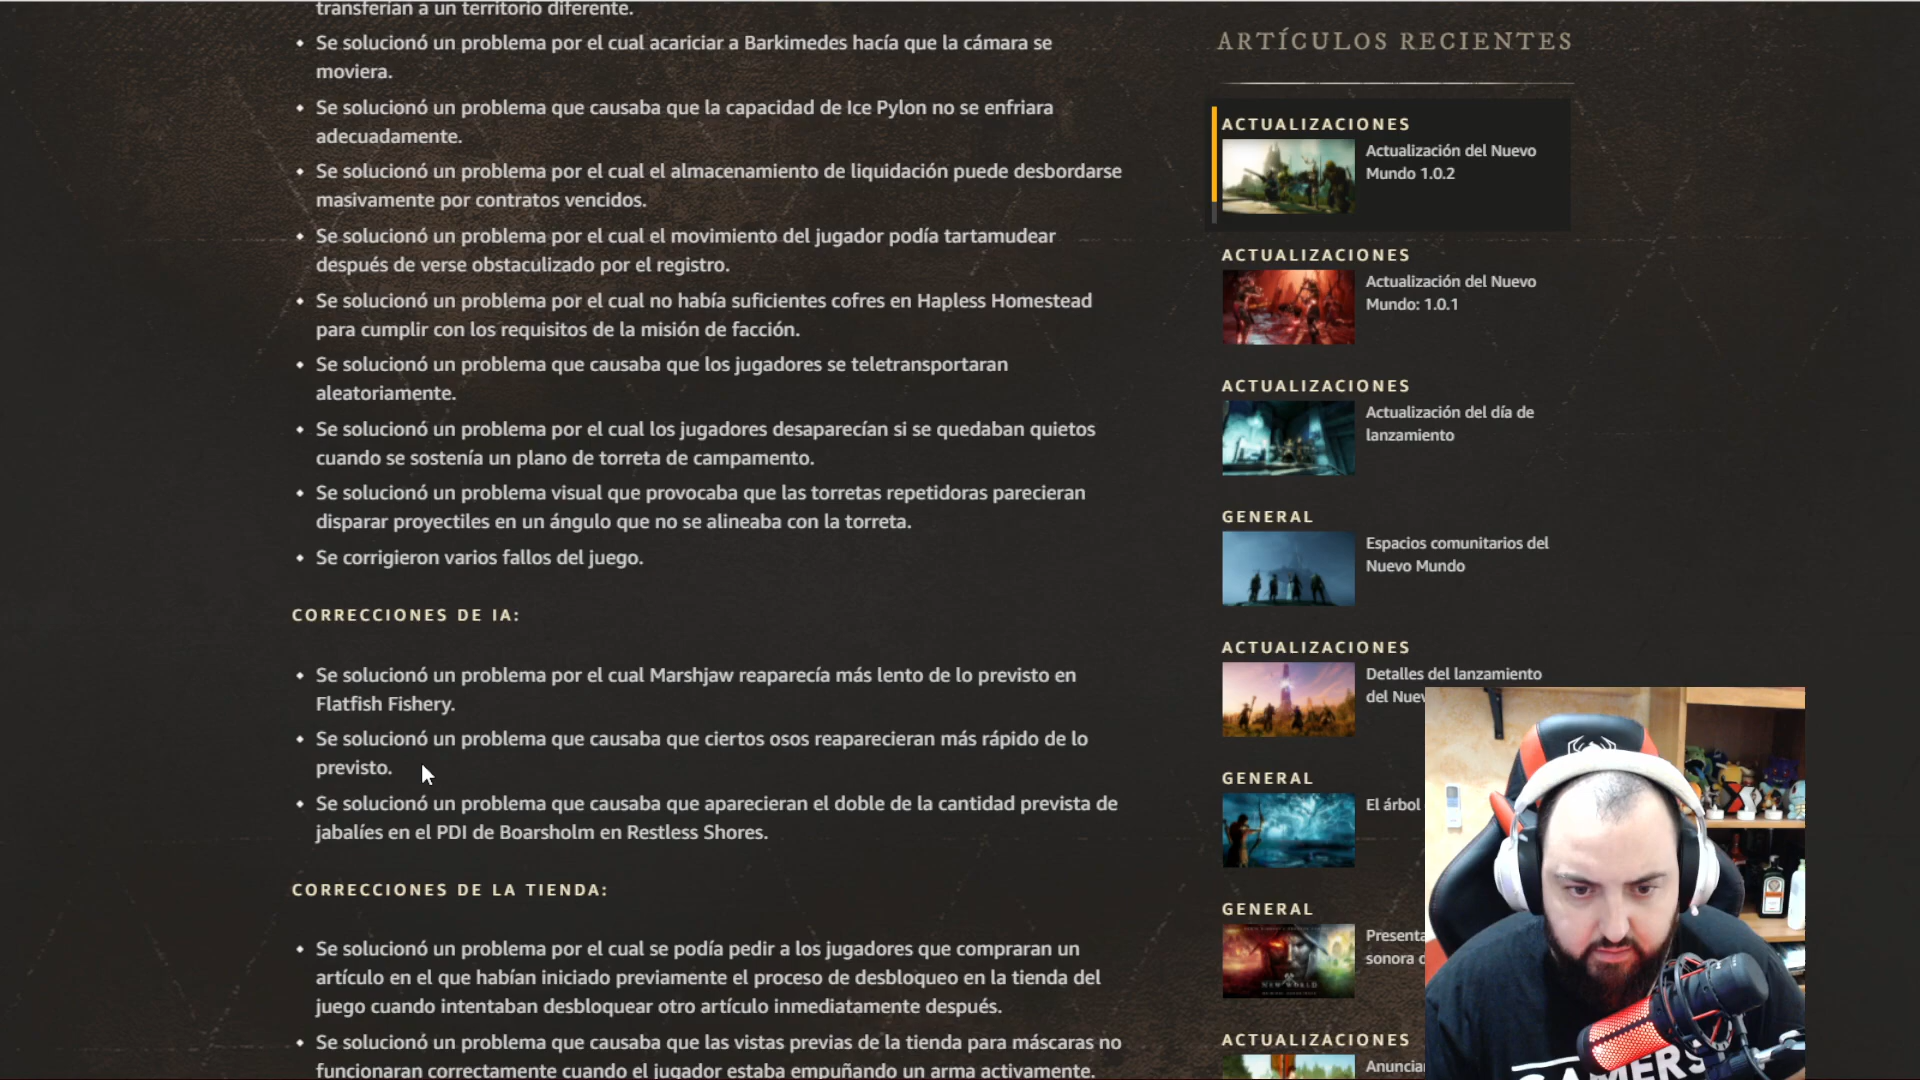 transferían a un territorio diferente.
Se solucionó un problema por el cual acariciar a Barkimedes hacía que la cámara se
moviera.
Se solucionó un problema que causaba que la capacidad de Ice Pylon no se enfriara
adecuadamente.
Se solucionó un problema por el cual el almacenamiento de liquidación puede desbordarse
masivamente por contratos vencidos.
Se solucionó un problema por el cual el movimiento del jugador podía tartamudear
después de verse obstaculizado por el registro.
Se solucionó un problema por el cual no había suficientes cofres en Hapless Homestead
para cumplir con los requisitos de la misión de facción.
Se solucionó un problema que causaba que los jugadores se teletransportaran
aleatoriamente.
Se solucionó un problema por el cual los jugadores desaparecían si se quedaban quietos
cuando se sostenía un plano de torreta de campamento.
Se solucionó un problema visual que provocaba que las torretas repetidoras parecieran
disparar proyectiles en un ángulo que no se alineaba con la torreta.
Se corrigieron varios fallos del juego.
CORRECCIONES DE IA:
Se solucionó un problema por el cual Marshjaw reaparecía más lento de lo previsto en
Flatfish Fishery.
Se solucionó un problema que causaba que ciertos osos reaparecieran más rápido de lo
previsto.
Se solucionó un problema que causaba que aparecieran el doble de la cantidad prevista de
jabalíes en el PDI de Boarsholm en Restless Shores.
CORRECCIONES DE LA TIENDA:
Se solucionó un problema por el cual se podía pedir a los jugadores que compraran un
artículo en el que habían iniciado previamente el proceso de desbloqueo en la tienda del
juego cuando intentaban desbloquear otro artículo inmediatamente después.
Se solucionó un problema que causaba que las vistas previas de la tienda para máscaras no
funcionaran correctamente cuando el jugador estaba empuñando un arma activamente.
ARTÍCULOS RECIENTES
ACTUALIZACIONES
Actualización del Nuevo
Mundo 1.0.2
ACTUALIZACIONES
Actualización del Nuevo
Mundo: 1.0.1
ACTUALIZACIONES
Actualización del día de
lanzamiento
GENERAL
Espacios comunitarios del
Nuevo Mundo
ACTUALIZACIONES
Detalles del lanzamiento
del Nuev
GENERAL
El árbol
GENERAL
Presenta
sonora
NEW WORLD
ACTUALIZACIONES
Anuncia
GAMERS